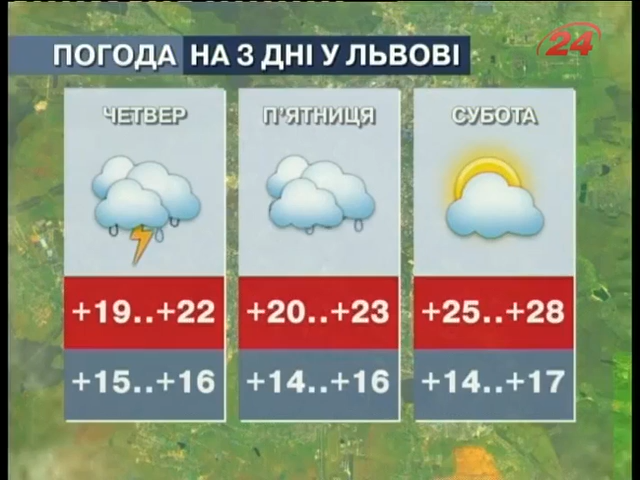 ПОГОДА НА 3 ДНІ У ЛЬВОВІ
24
ЧЕТВЕР
П'ЯТНИЦЯ
СУБОТА
+19..+22
+20..+23
+25..+28
+15..+16
+14..+16
+14..+17